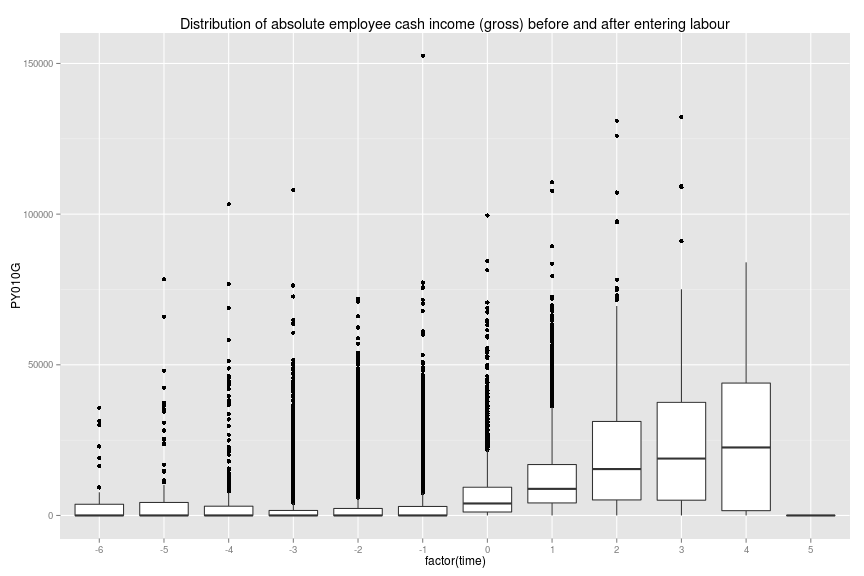 Distribution of absolute employee cash income (gross) before and after entering labour
PY010G
150000
100000
50000
0
-6 -5 -4 -3 -2 -1 0 1 2 3 4 5
factor(time)